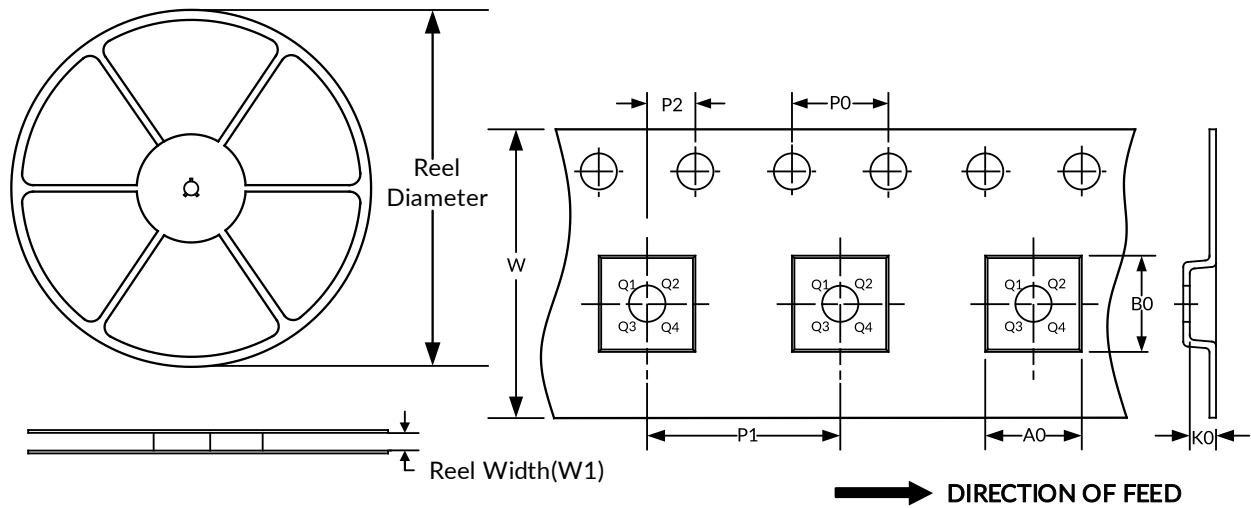 P2
P0
Reel
Diameter
W
Q1 Q2
Q3 Q4
Q1 Q2
Q3 Q4
Q1 Q2
Q3 Q4
B0
P1
A0
K0
Reel Width(W1)
DIRECTION OF FEED